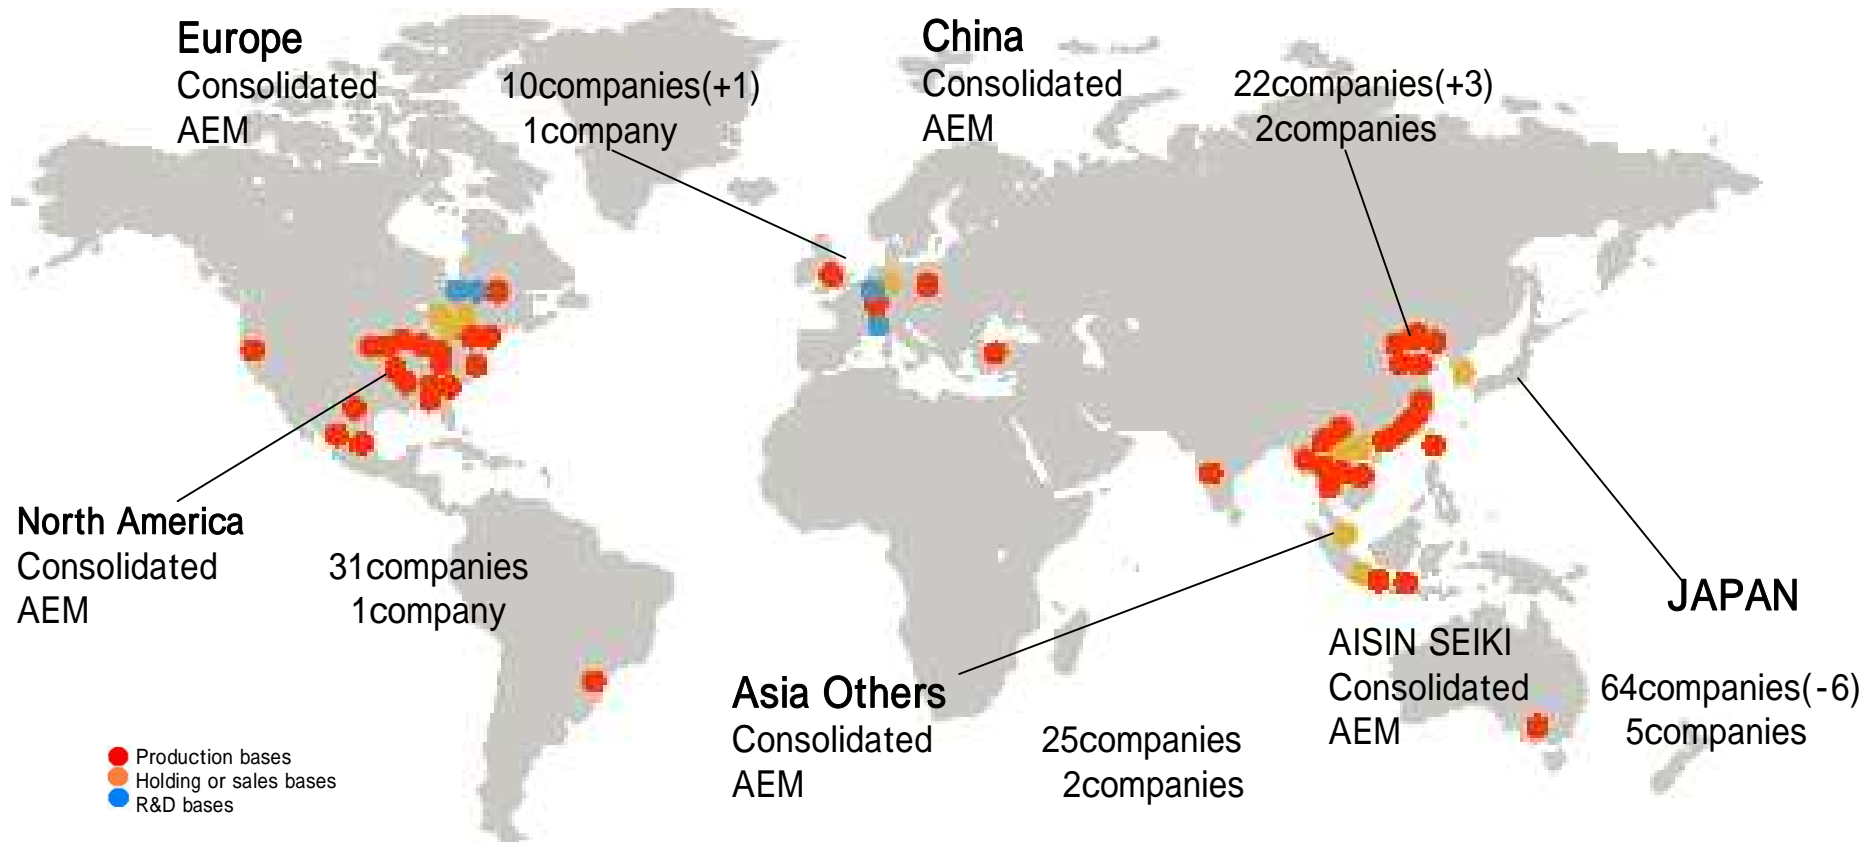 Europe
Consolidated 10companies(+1)
AEM 1company
China
Consolidated 22companies(+3)
AEM 2companies
North America
Consolidated 31companies
AEM 1company
JAPAN
AISIN SEIKI
Consolidated 64companies(-6)
AEM 5companies
Asia Others
Consolidated 25companies
AEM 2companies
Production bases
Holding or sales bases
R&D bases